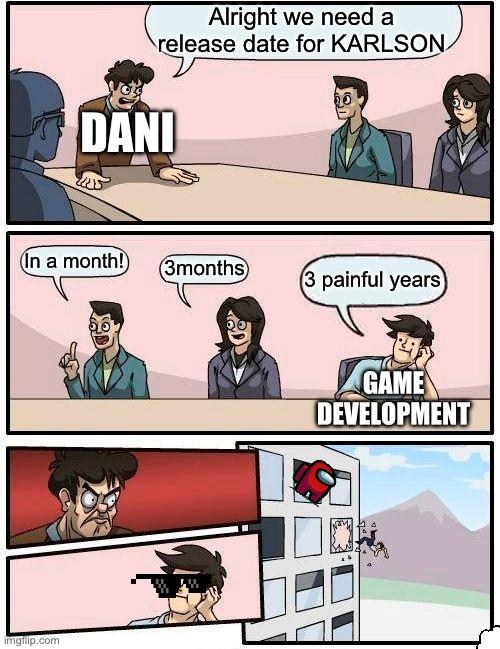 Alright we need a
release date for KARLSON
DANI
In a month!
3months
3 painful years
GAME
DEVELOPMENT
imgflip.com